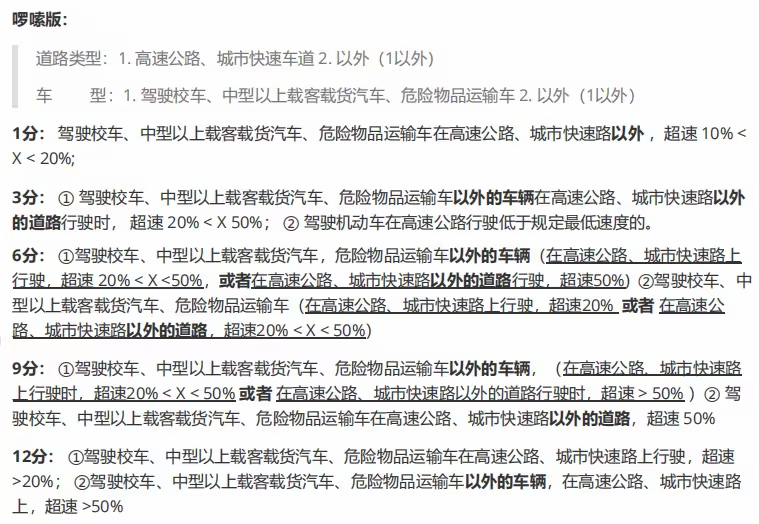 啰嗦版：
道路类型：1. 高速公路、城市快速车道 2. 以外（1以外）
车 型：1. 驾驶校车、中型以上载客载货汽车、危险物品运输车 2. 以外（1以外）
1分： 驾驶校车、中型以上载客载货汽车、危险物品运输车在高速公路、城市快速路以外 ，超速 10% <
X < 20%;
3分： ① 驾驶校车、中型以上载客载货汽车、危险物品运输车以外的车辆在高速公路、城市快速路以外
的道路行驶时， 超速 20% < X 50%； ② 驾驶机动车在高速公路行驶低于规定最低速度的。
6分： ①驾驶校车、中型以上载客载货汽车，危险物品运输车以外的车辆（在高速公路、城市快速路上
行驶，超速 20% < X <50%，或者在高速公路、城市快速路以外的道路行驶，超速50%）②驾驶校车、中
型以上载客载货汽车、危险物品运输车（在高速公路、城市快速路上行驶，超速20% 或者 在高速公
路、城市快速路以外的道路，超速20% < X < 50%)
9分： ①驾驶校车、中型以上载客载货汽车、危险物品运输车以外的车辆，（在高速公路、城市快速路
上行驶时，超速20% < X < 50% 或者 在高速公路、城市快速路以外的道路行驶时，超速 > 50% ）② 驾
驶校车、中型以上载客载货汽车、危险物品运输车在高速公路、城市快速路以外的道路，超速 50%
12分： ①驾驶校车、中型以上载客载货汽车、危险物品运输车在高速公路、城市快速路上行驶，超速
>20%； ②驾驶校车、中型以上载客载货汽车、危险物品运输车以外的车辆，在高速公路、城市快速路
上，超速 >50%